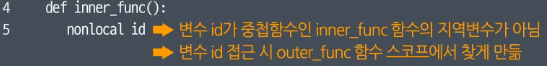 4 def inner_func():
5 nonlocal id ➡ 변수 id가 중첩함수인 inner_func 함수의 지역변수가 아님
➡ 변수 id 접근 시 outer_func 함수 스코프에서 찾게 만듦